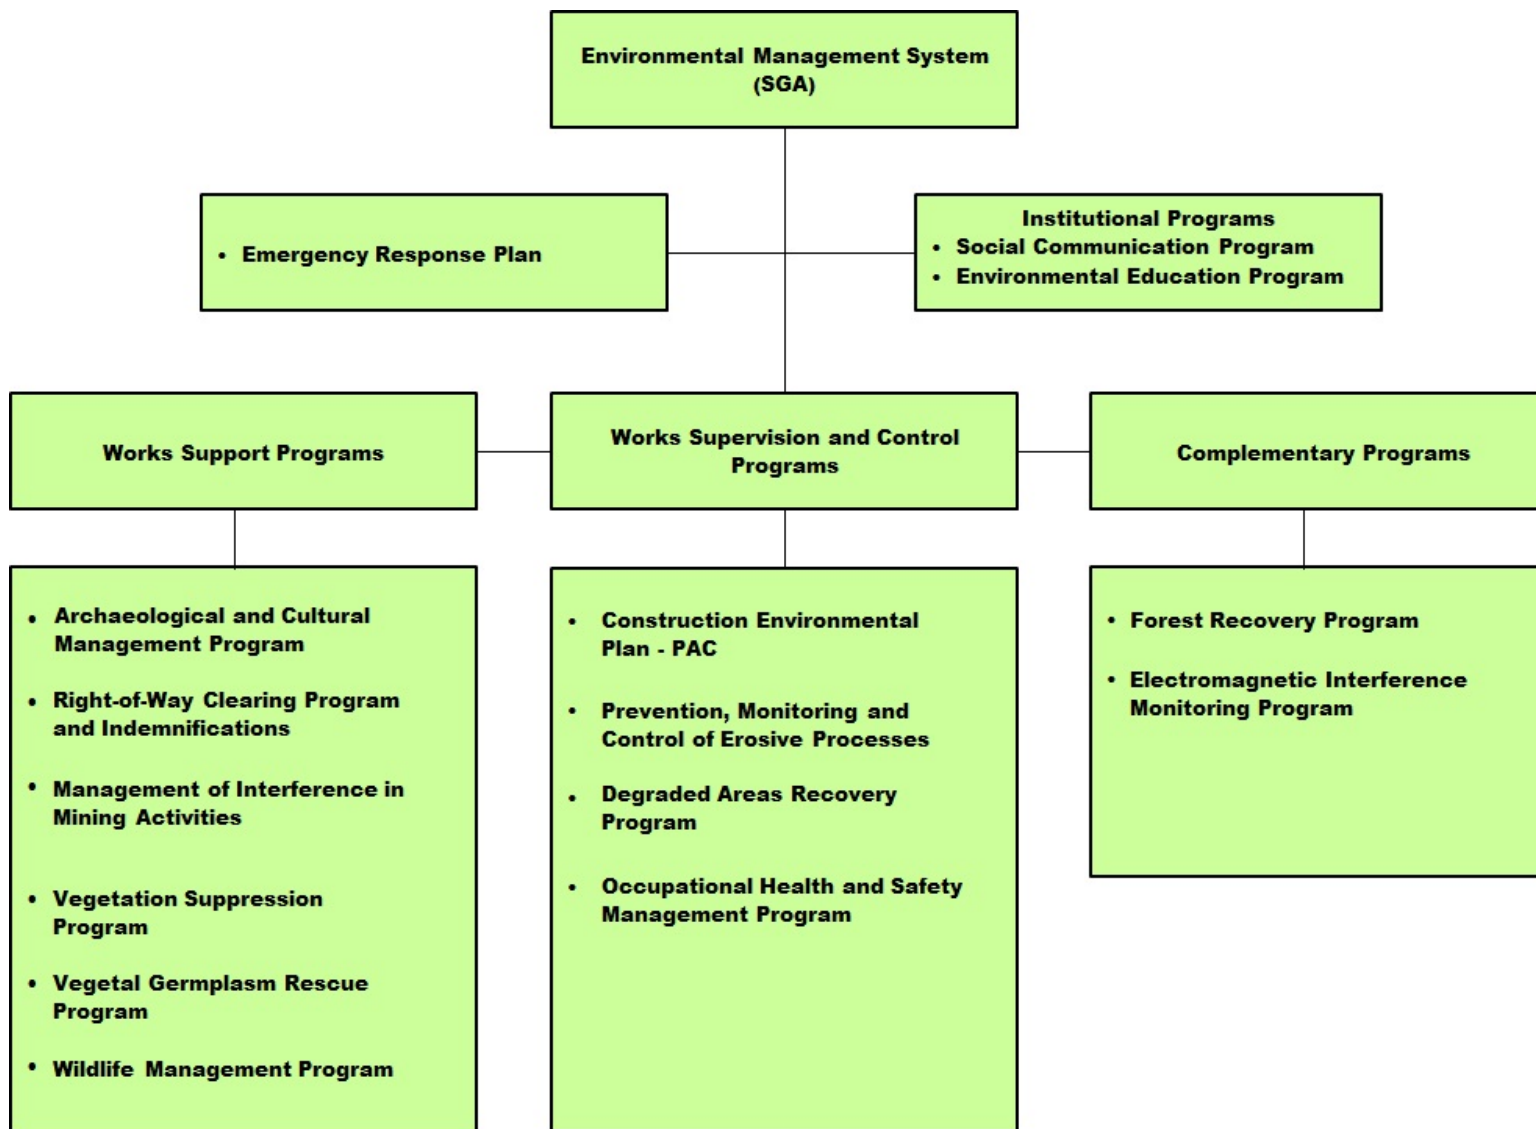 Environmental Management System
(SGA)
• Emergency Response Plan
Institutional Programs
• Social Communication Program
• Environmental Education Program
Works Support Programs
Works Supervision and Control
Programs
Complementary Programs
• Archaeological and Cultural
Management Program
• Right-of-Way Clearing Program
and Indemnifications
• Management of Interference in
Mining Activities
• Vegetation Suppression
Program
• Vegetal Germplasm Rescue
Program
• Wildlife Management Program
• Construction Environmental
Plan - PAC
• Prevention, Monitoring and
Control of Erosive Processes
• Degraded Areas Recovery
Program
• Occupational Health and Safety
Management Program
• Forest Recovery Program
• Electromagnetic Interference
Monitoring Program